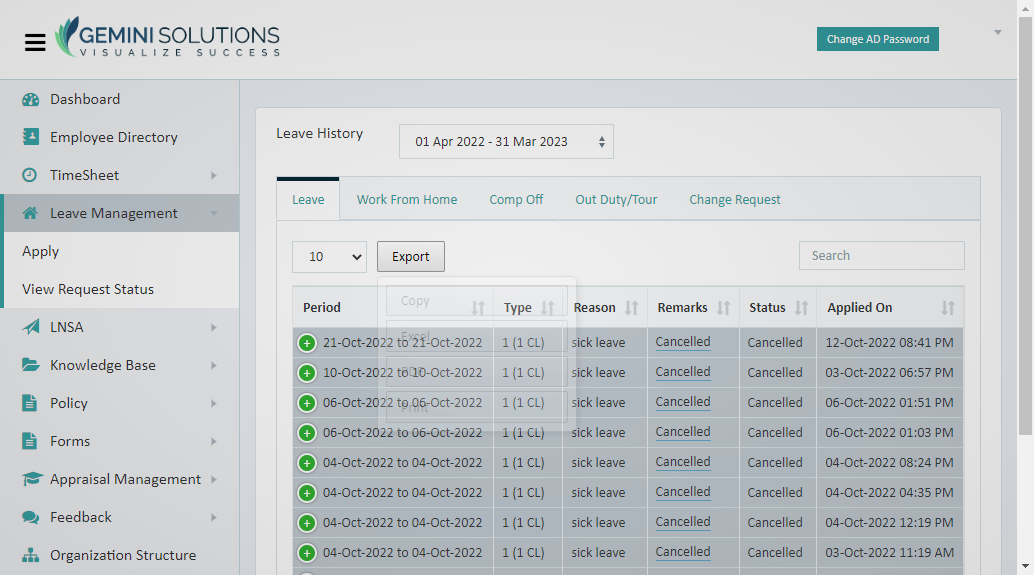 GEMINI SOLUTIONS
VISUALIZE SUCCESS
Change AD Password
Dashboard
Employee Directory
TimeSheet
Leave Management
Apply
View Request Status
LNSA
Knowledge Base
Policy
Forms
Appraisal Management
Feedback
Organization Structure
Leave History
01 Apr 2022 - 31 Mar 2023
Leave Work From Home Comp Off Out Duty/Tour Change Request
10 Export Search
Copy
Excel
PDF
Print
Period Type Reason Remarks Status Applied On
21-Oct-2022 to 21-Oct-2022 1 (1 CL) sick leave Cancelled Cancelled 12-Oct-2022 08:41 PM
10-Oct-2022 to 10-Oct-2022 1 (1 CL) sick leave Cancelled Cancelled 03-Oct-2022 06:57 PM
06-Oct-2022 to 06-Oct-2022 1 (1 CL) sick leave Cancelled Cancelled 06-Oct-2022 01:51 PM
06-Oct-2022 to 06-Oct-2022 1 (1 CL) sick leave Cancelled Cancelled 06-Oct-2022 01:03 PM
04-Oct-2022 to 04-Oct-2022 1 (1 CL) sick leave Cancelled Cancelled 04-Oct-2022 08:24 PM
04-Oct-2022 to 04-Oct-2022 1 (1 CL) sick leave Cancelled Cancelled 04-Oct-2022 04:35 PM
04-Oct-2022 to 04-Oct-2022 1 (1 CL) sick leave Cancelled Cancelled 04-Oct-2022 12:19 PM
04-Oct-2022 to 04-Oct-2022 1 (1 CL) sick leave Cancelled Cancelled 03-Oct-2022 11:19 AM